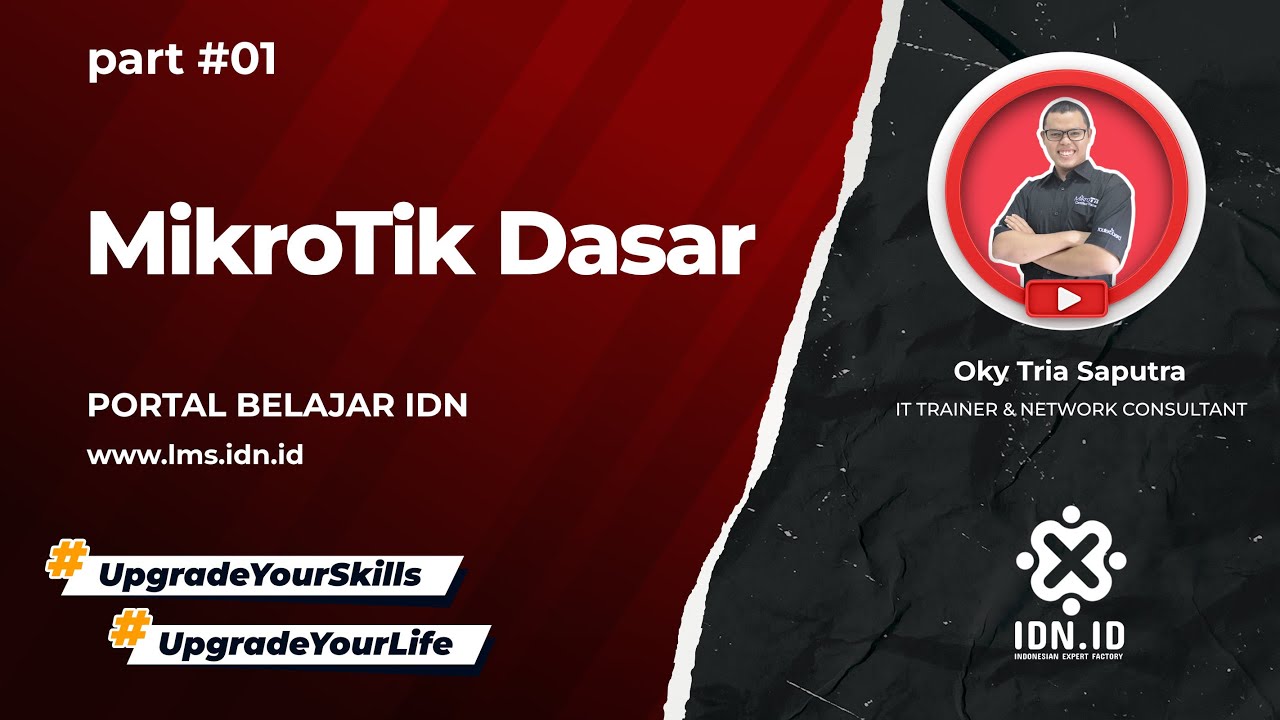 part #01
MikroTik Dasar
PORTAL BELAJAR IDN
www.lms.idn.id
#UpgradeYourSkills
#UpgradeYourLife
Oky Tria Saputra
IT TRAINER & NETWORK CONSULTANT
IDN.ID
INDONESIAN EXPERT FACTORY